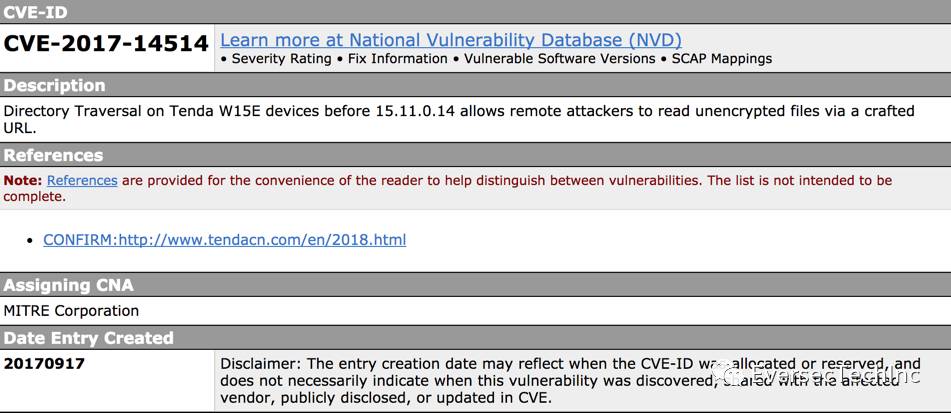 CVE-ID
CVE-2017-14514
Learn more at National Vulnerability Database (NVD)
• Severity Rating • Fix Information • Vulnerable Software Versions • SCAP Mappings
Description
Directory Traversal on Tenda W15E devices before 15.11.0.14 allows remote attackers to read unencrypted files via a crafted
URL.
References
Note: References are provided for the convenience of the reader to help distinguish between vulnerabilities. The list is not intended to be
complete.
• CONFIRM:http://www.tendacn.com/en/2018.html
Assigning CNA
MITRE Corporation
Date Entry Created
20170917
Disclaimer: The entry creation date may reflect when the CVE-ID was allocated or reserved, and
does not necessarily indicate when this vulnerability was discovered, shared with the affected
vendor, publicly disclosed, or updated in CVE.
EversecTechInc